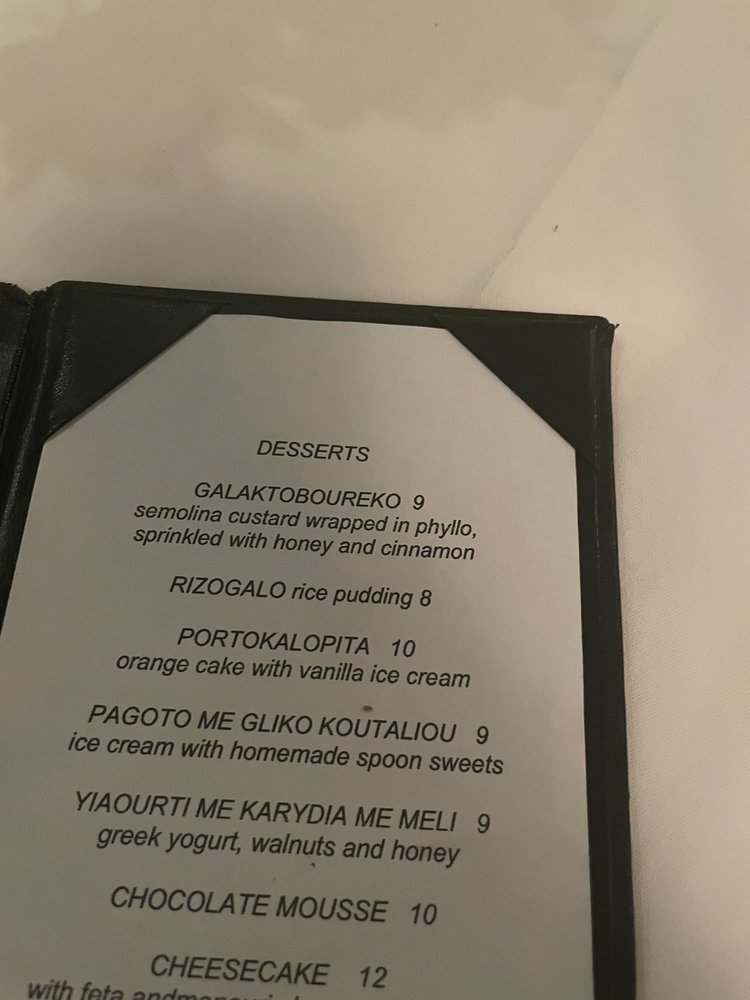 DESSERTS
GALAKTOBOUREKO 9
semolina custard wrapped in phyllo,
sprinkled with honey and cinnamon
RIZOGALO rice pudding 8
PORTOKALOPITA 10
orange cake with vanilla ice cream
PAGOTO ME GLIKO KOUTALIOU 9
ice cream with homemade spoon sweets
YIAOURTI ME KARYDIA ME MELI 9
greek yogurt, walnuts and honey
CHOCOLATE MOUSSE 10
CHEESECAKE 12
with feta